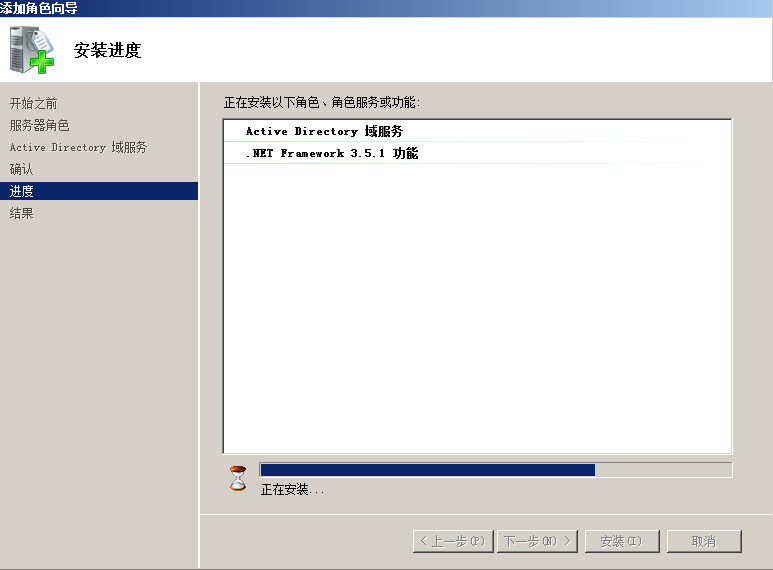 添加角色向导
安装进度
开始之前
服务器角色
Active Directory 域服务
确认
进度
结果
正在安装以下角色、角色服务或功能:
Active Directory 域服务
.NET Framework 3.5.1 功能
正在安装...
< 上一步(P)
下一步(N) >
安装(I)
取消